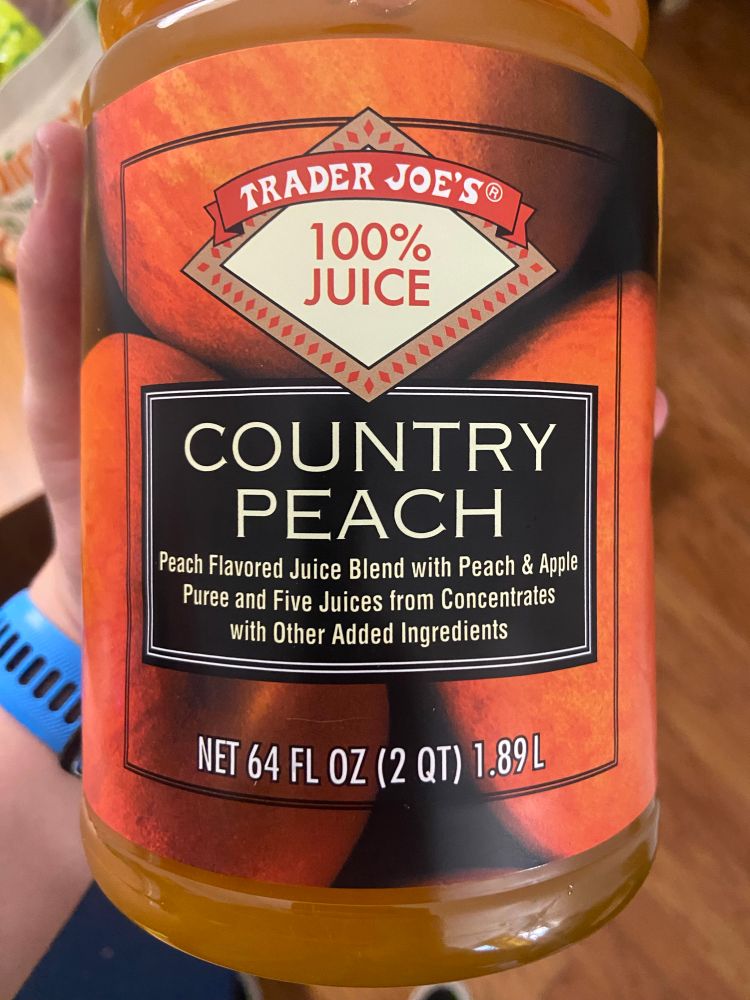 TRADER JOE'S®
100%
JUICE
COUNTRY
PEACH
Peach Flavored Juice Blend with Peach & Apple
Puree and Five Juices from Concentrates
with Other Added Ingredients
NET 64 FL OZ (2 QT) 1.89 L